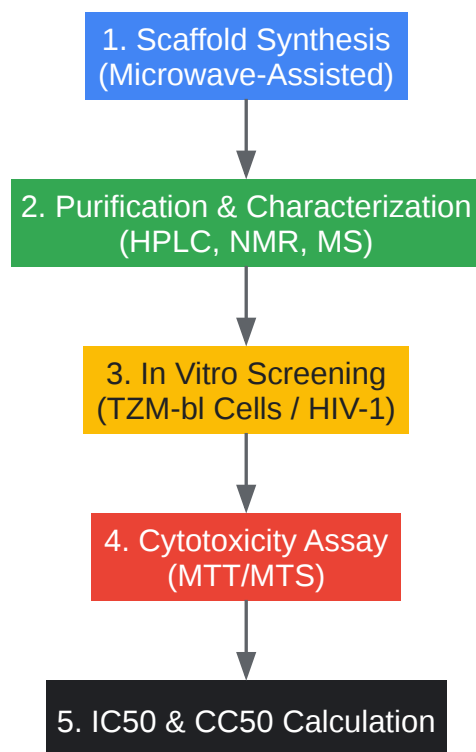 1. Scaffold Synthesis
(Microwave-Assisted)
2. Purification & Characterization
(HPLC, NMR, MS)
3. In Vitro Screening
(TZM-bl Cells / HIV-1)
4. Cytotoxicity Assay
(MTT/MTS)
5. IC50 & CC50 Calculation